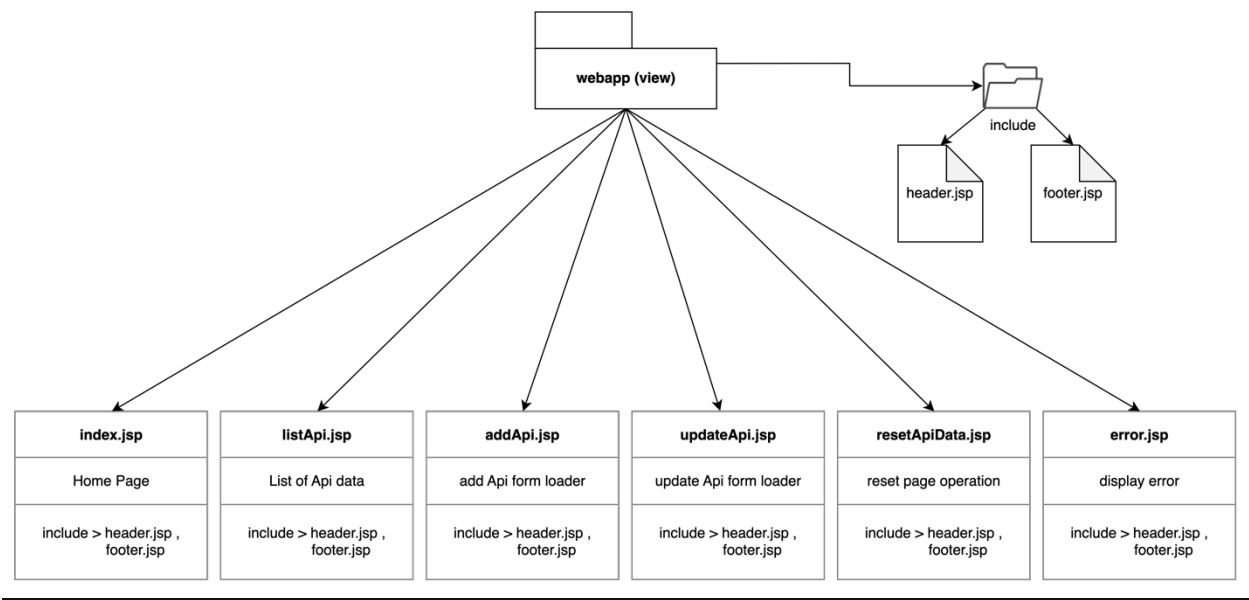 webapp (view)
include
header.jsp
footer.jsp
index.jsp
Home Page
include > header.jsp ,
footer.jsp
listApi.jsp
List of Api data
include > header.jsp ,
footer.jsp
addApi.jsp
add Api form loader
include > header.jsp ,
footer.jsp
updateApi.jsp
update Api form loader
include > header.jsp ,
footer.jsp
resetApiData.jsp
reset page operation
include > header.jsp ,
footer.jsp
error.jsp
display error
include > header.jsp ,
footer.jsp